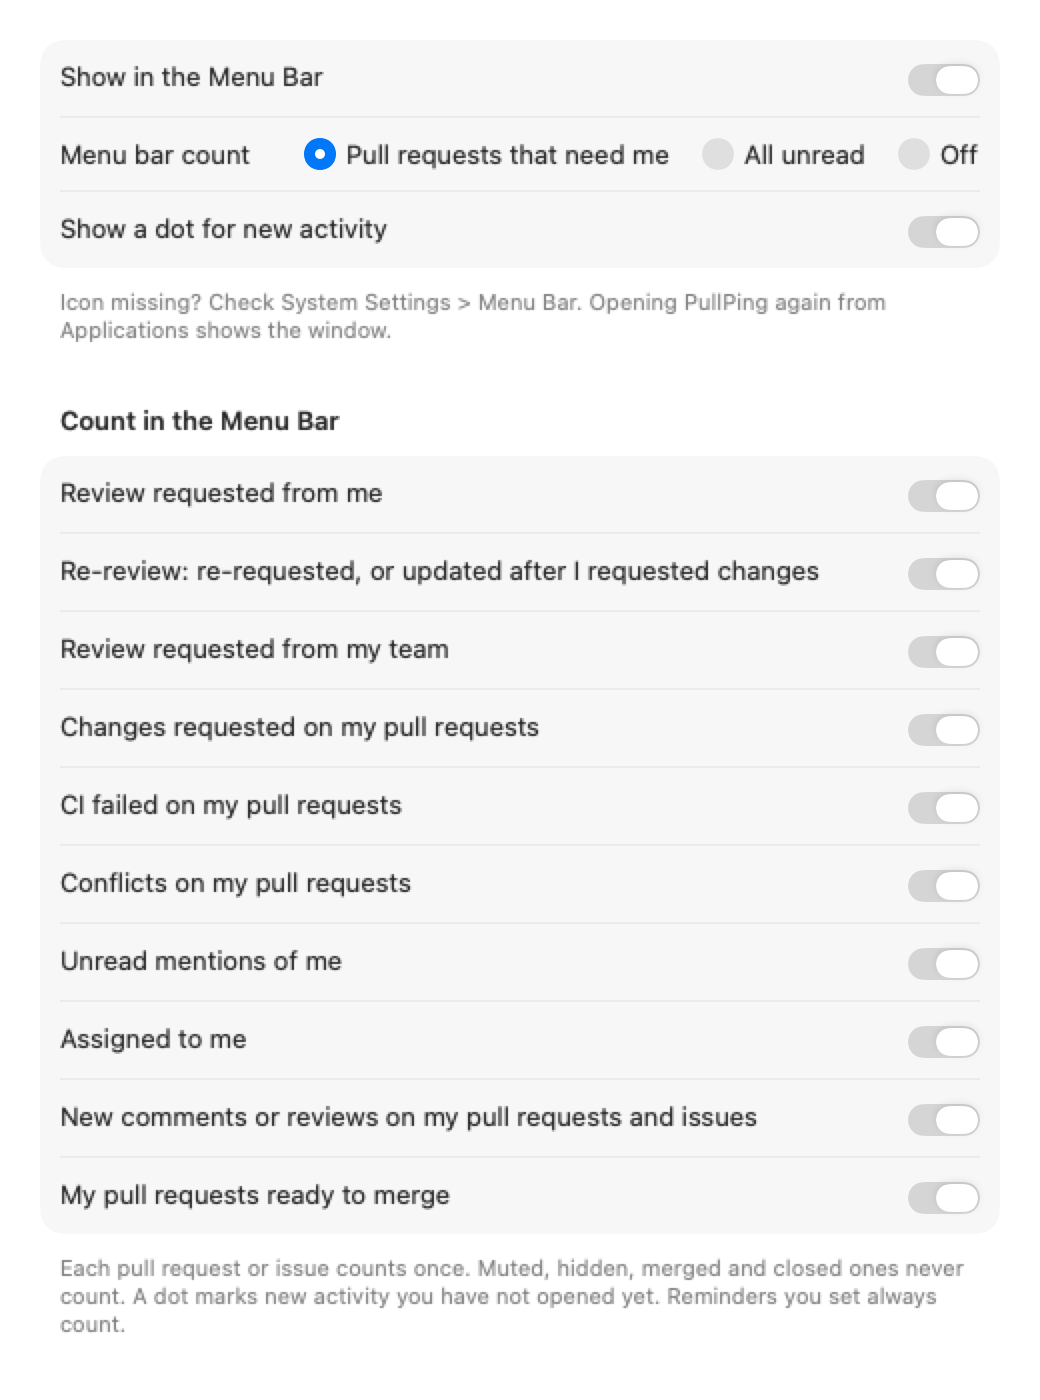 Show in the Menu Bar
Menu bar count Pull requests that need me All unread Off
Show a dot for new activity
Icon missing? Check System Settings > Menu Bar. Opening PullPing again from
Applications shows the window.
Count in the Menu Bar
Review requested from me
Re-review: re-requested, or updated after I requested changes
Review requested from my team
Changes requested on my pull requests
CI failed on my pull requests
Conflicts on my pull requests
Unread mentions of me
Assigned to me
New comments or reviews on my pull requests and issues
My pull requests ready to merge
Each pull request or issue counts once. Muted, hidden, merged and closed ones never
count. A dot marks new activity you have not opened yet. Reminders you set always
count.